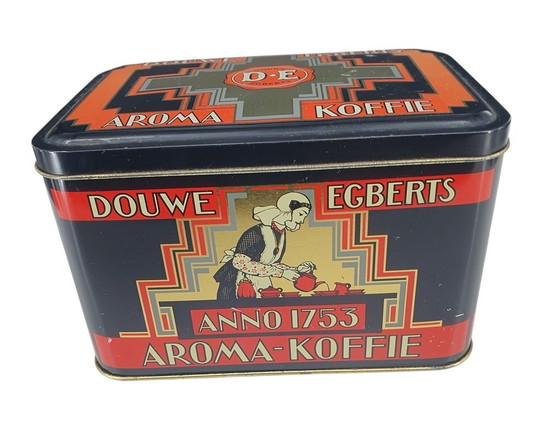 D·E
AROMA KOFFIE
DOUWE EGBERTS
ANNO 1753
AROMA-KOFFIE